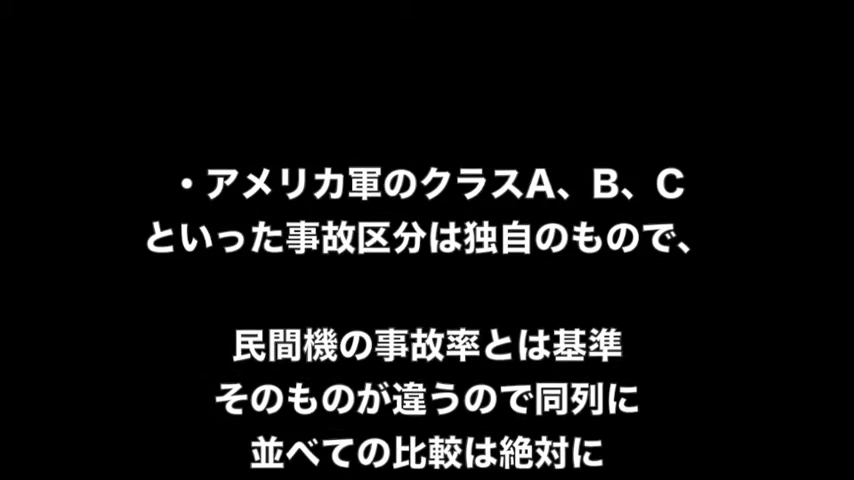 ・アメリカ軍のクラスA、B、C
といった事故区分は独自のもので、
民間機の事故率とは基準
そのものが違うので同列に
並べての比較は絶対に